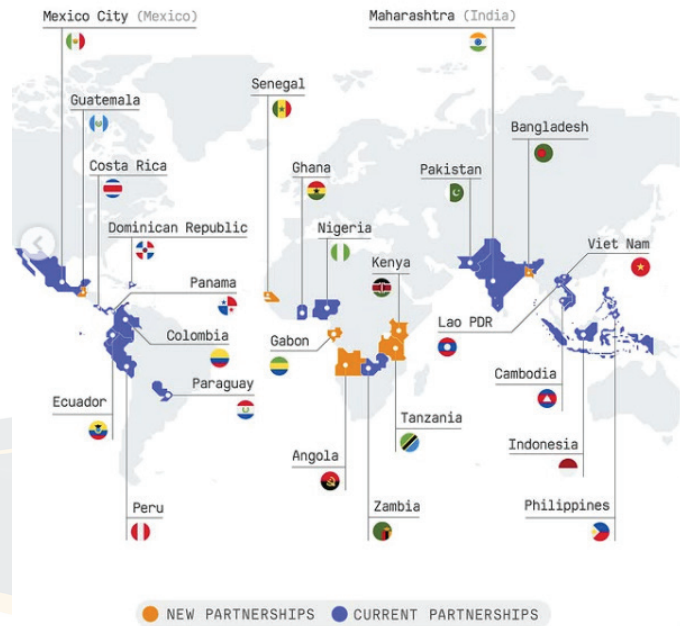 Mexico City (Mexico)
Maharashtra (India)
Guatemala
Senegal
Bangladesh
Costa Rica
Ghana
Pakistan
Dominican Republic
Nigeria
Viet Nam
Kenya
Panama
Colombia
Gabon
Lao PDR
Paraguay
Cambodia
Ecuador
Tanzania
Angola
Indonesia
Peru
Zambia
Philippines
NEW PARTNERSHIPS
CURRENT PARTNERSHIPS